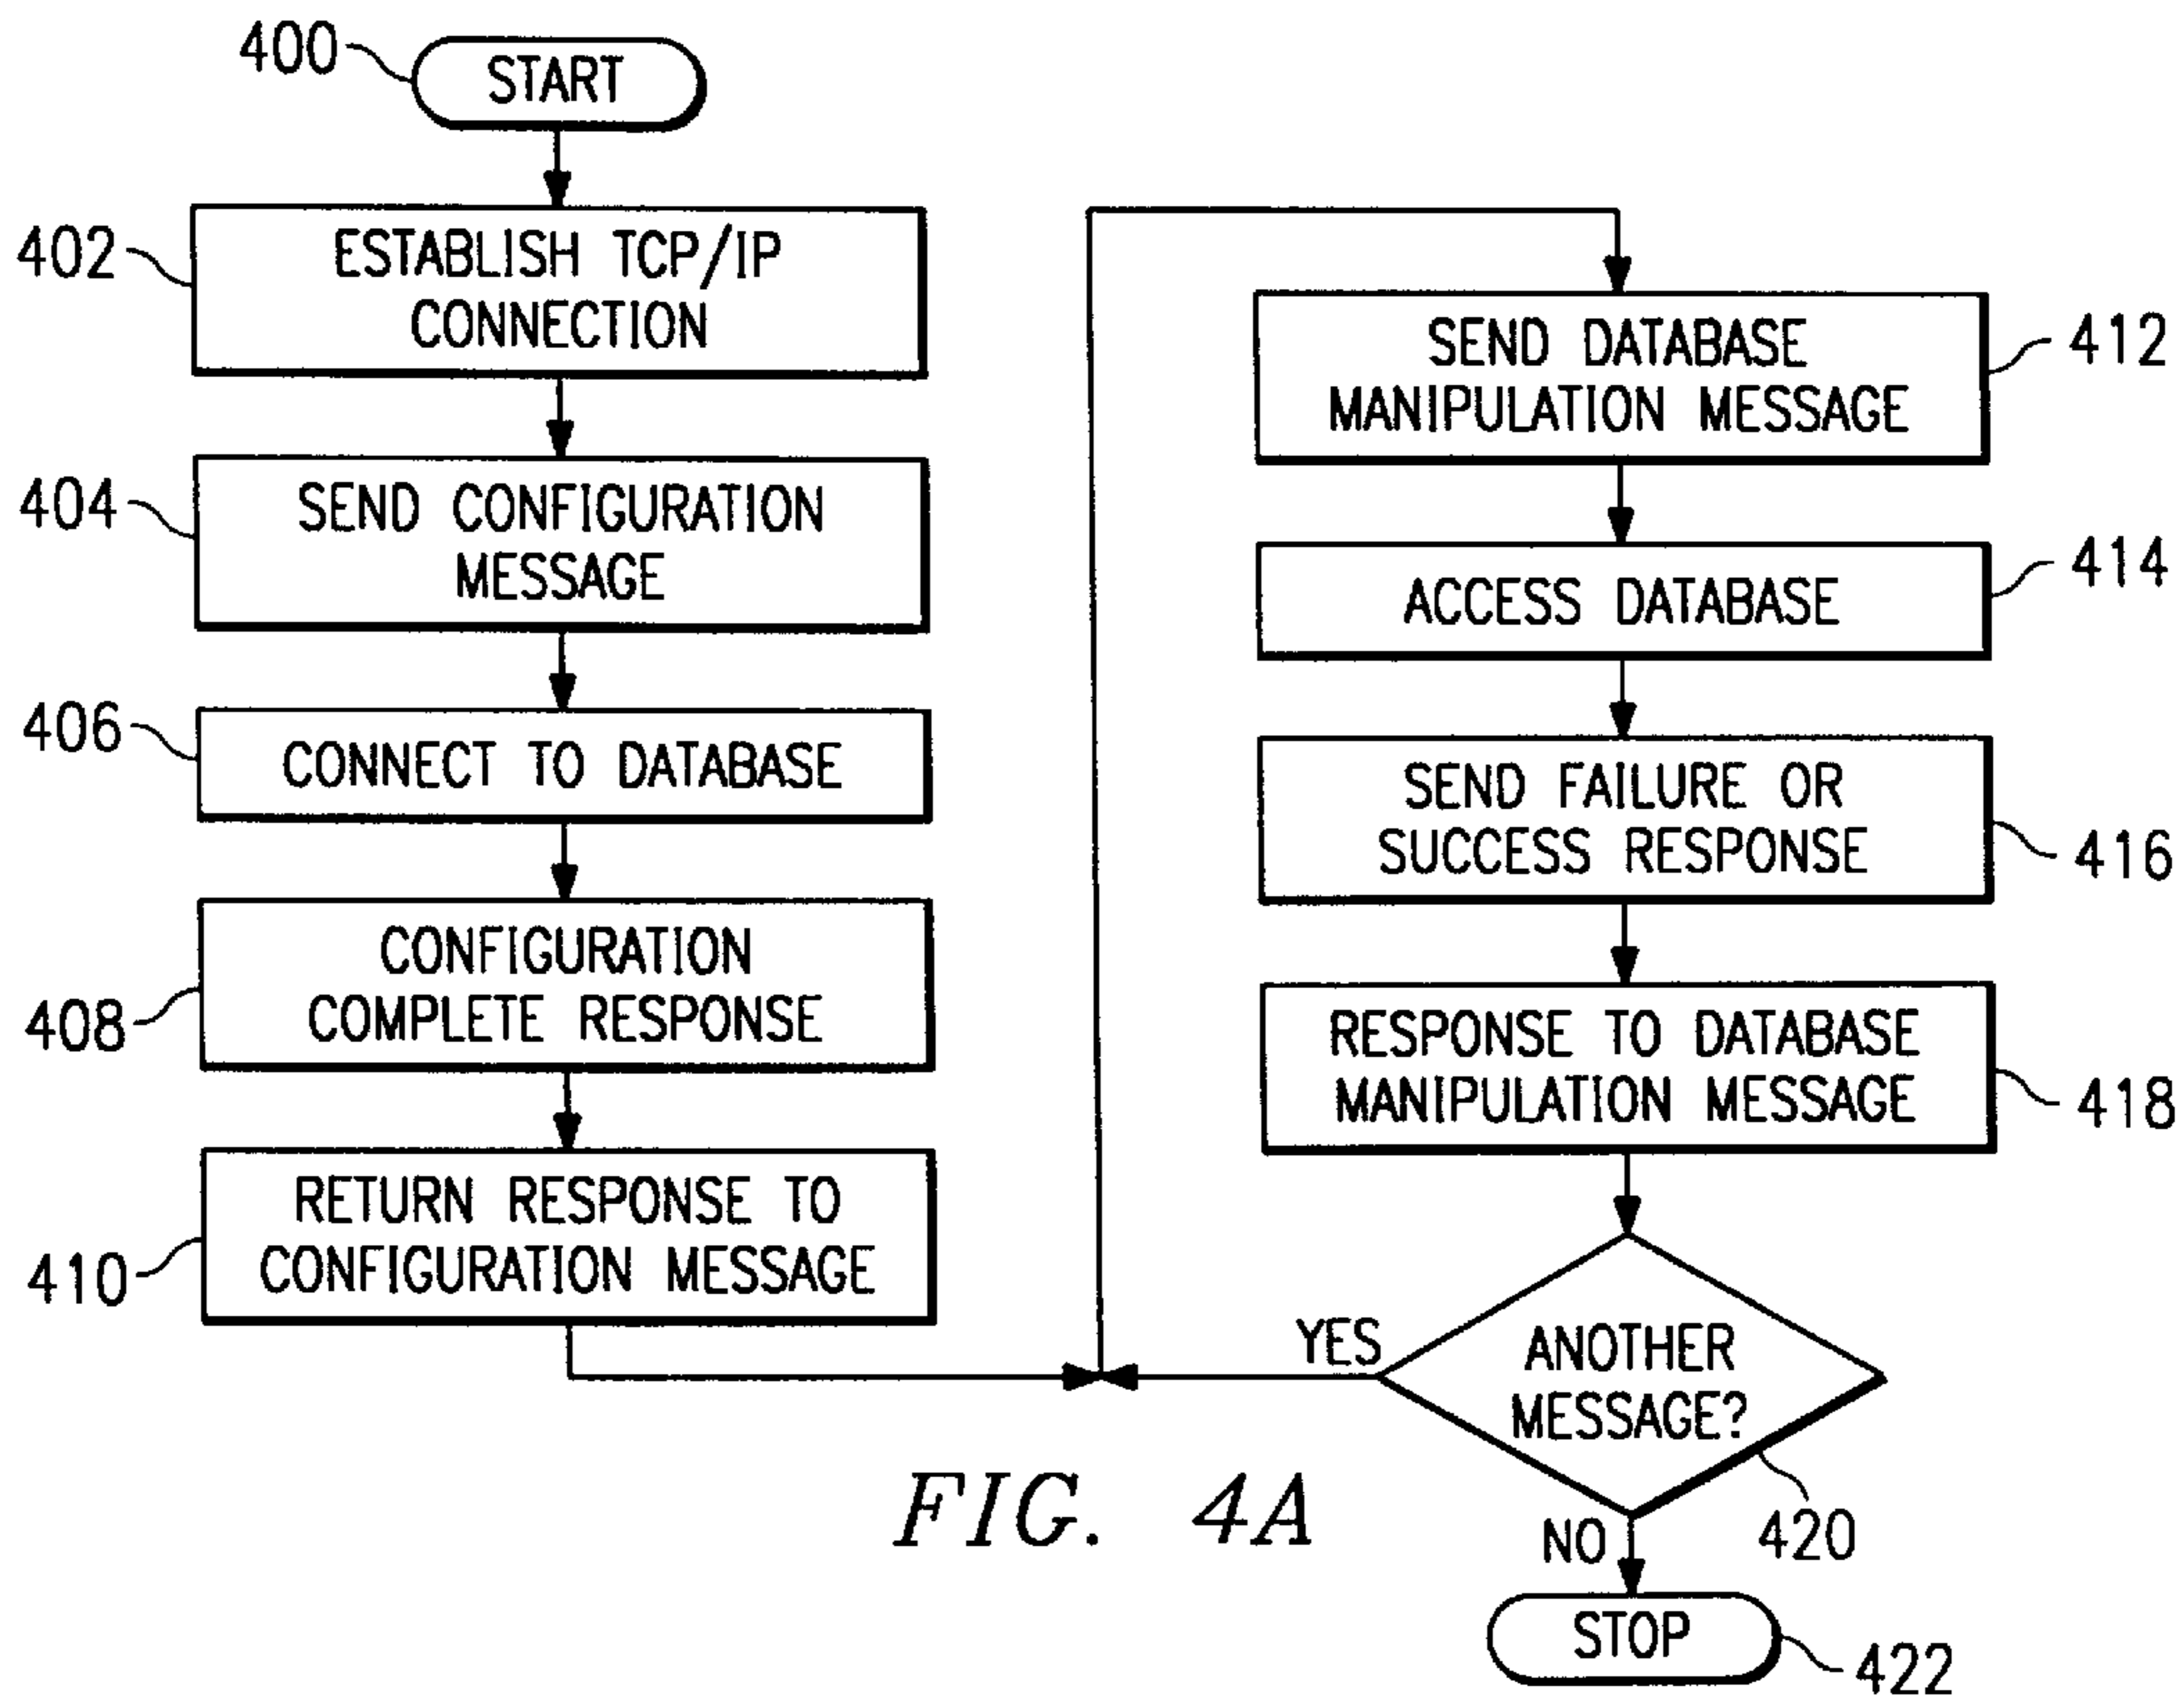 400
START
402
ESTABLISH TCP/IP
CONNECTION
404
SEND CONFIGURATION
MESSAGE
406
CONNECT TO DATABASE
408
CONFIGURATION
COMPLETE RESPONSE
410
RETURN RESPONSE TO
CONFIGURATION MESSAGE
SEND DATABASE
MANIPULATION MESSAGE
412
ACCESS DATABASE
414
SEND FAILURE OR
SUCCESS RESPONSE
416
RESPONSE TO DATABASE
MANIPULATION MESSAGE
418
YES
ANOTHER
MESSAGE?
420
NO
STOP
422
FIG. 4A